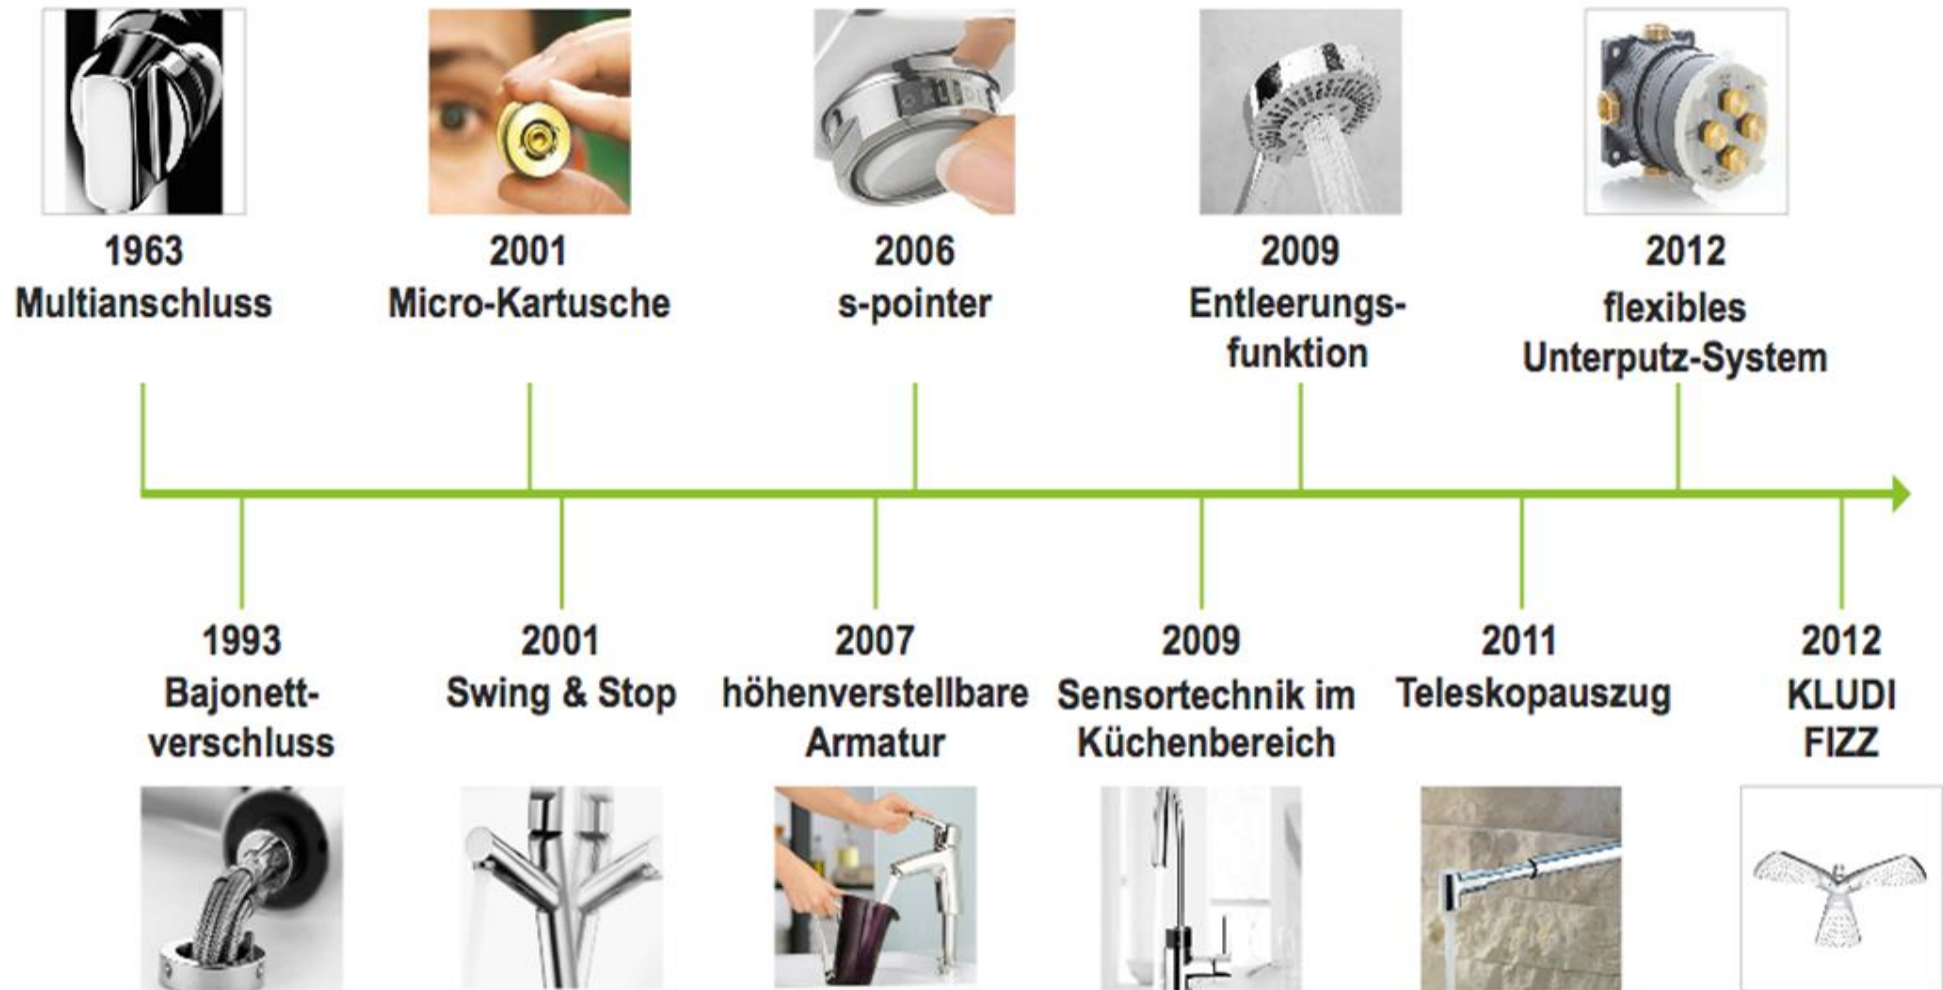 1963
Multianschluss
2001
Micro-Kartusche
2006
s-pointer
2009
Entleerungs-
funktion
2012
flexibles
Unterputz-System
1993
Bajonett-
verschluss
2001
Swing & Stop
2007
höhenverstellbare
Armatur
2009
Sensortechnik im
Küchenbereich
2011
Teleskopauszug
2012
KLUDI
FIZZ